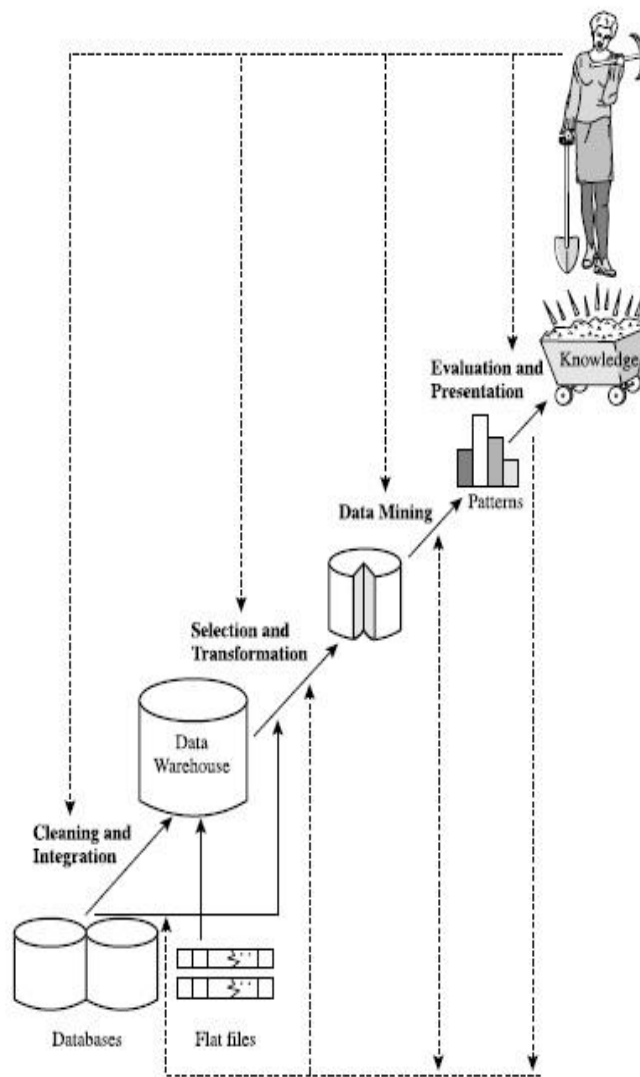 Knowledge
Evaluation and
Presentation
Patterns
Data Mining
Selection and
Transformation
Data
Warehouse
Cleaning and
Integration
Databases
Flat files